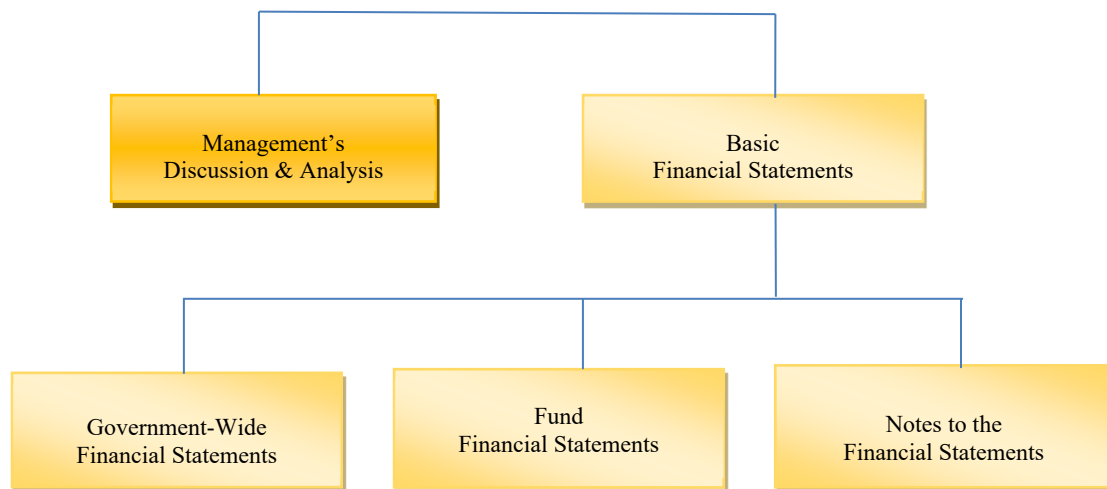 Management’s
Discussion & Analysis
Basic
Financial Statements
Government-Wide
Financial Statements
Fund
Financial Statements
Notes to the
Financial Statements